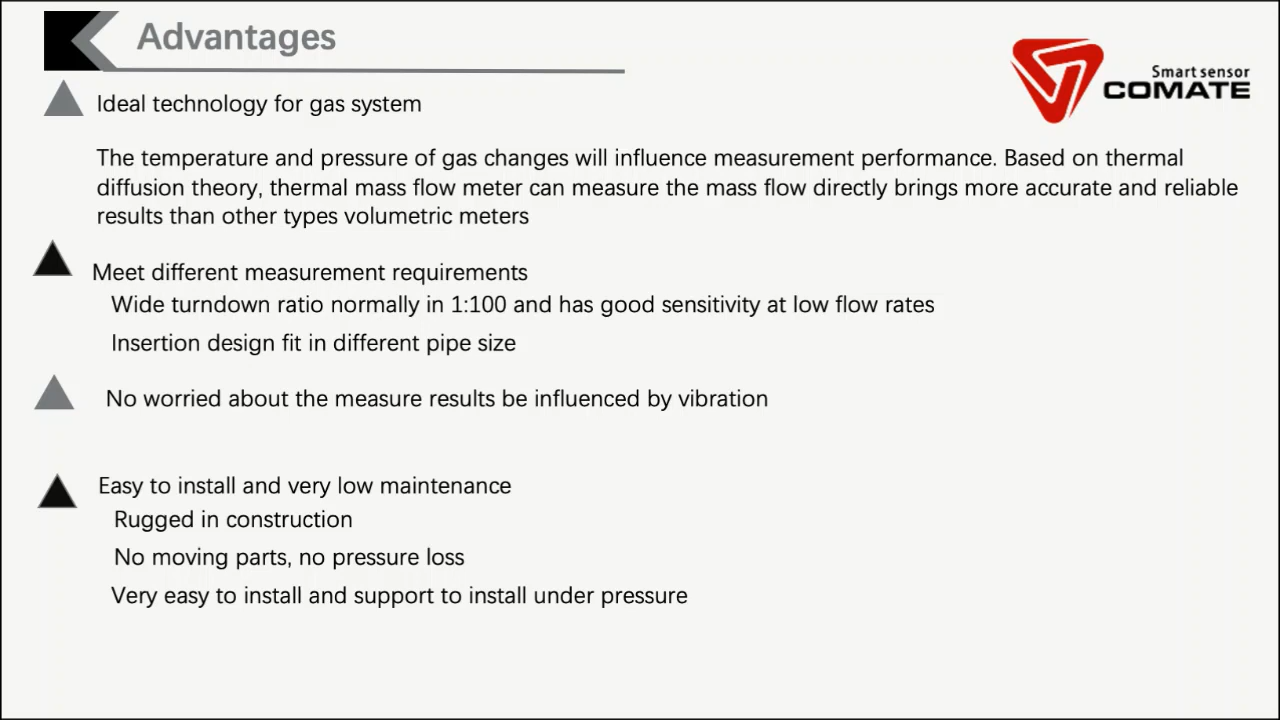 Advantages
Smart sensor
COMATE
Ideal technology for gas system
The temperature and pressure of gas changes will influence measurement performance. Based on thermal
diffusion theory, thermal mass flow meter can measure the mass flow directly brings more accurate and reliable
results than other types volumetric meters
Meet different measurement requirements
Wide turndown ratio normally in 1:100 and has good sensitivity at low flow rates
Insertion design fit in different pipe size
No worried about the measure results be influenced by vibration
Easy to install and very low maintenance
Rugged in construction
No moving parts, no pressure loss
Very easy to install and support to install under pressure